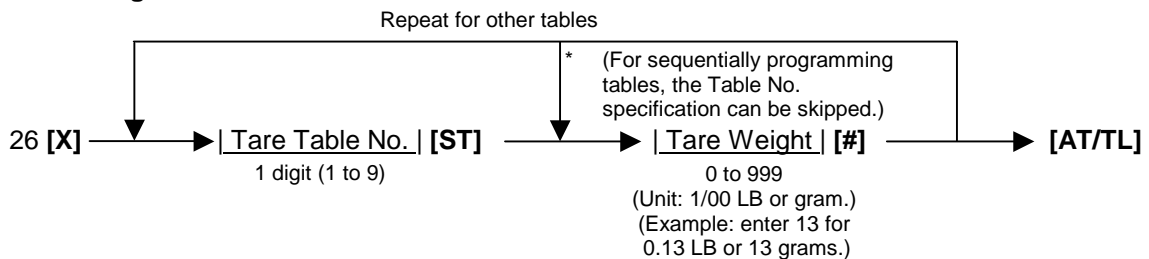 Repeat for other tables
*
(For sequentially programming
tables, the Table No.
specification can be skipped.)
26 [X] | Tare Table No. | [ST] | Tare Weight | [#] [AT/TL]
1 digit (1 to 9)
0 to 999
(Unit: 1/00 LB or gram.)
(Example: enter 13 for
0.13 LB or 13 grams.)